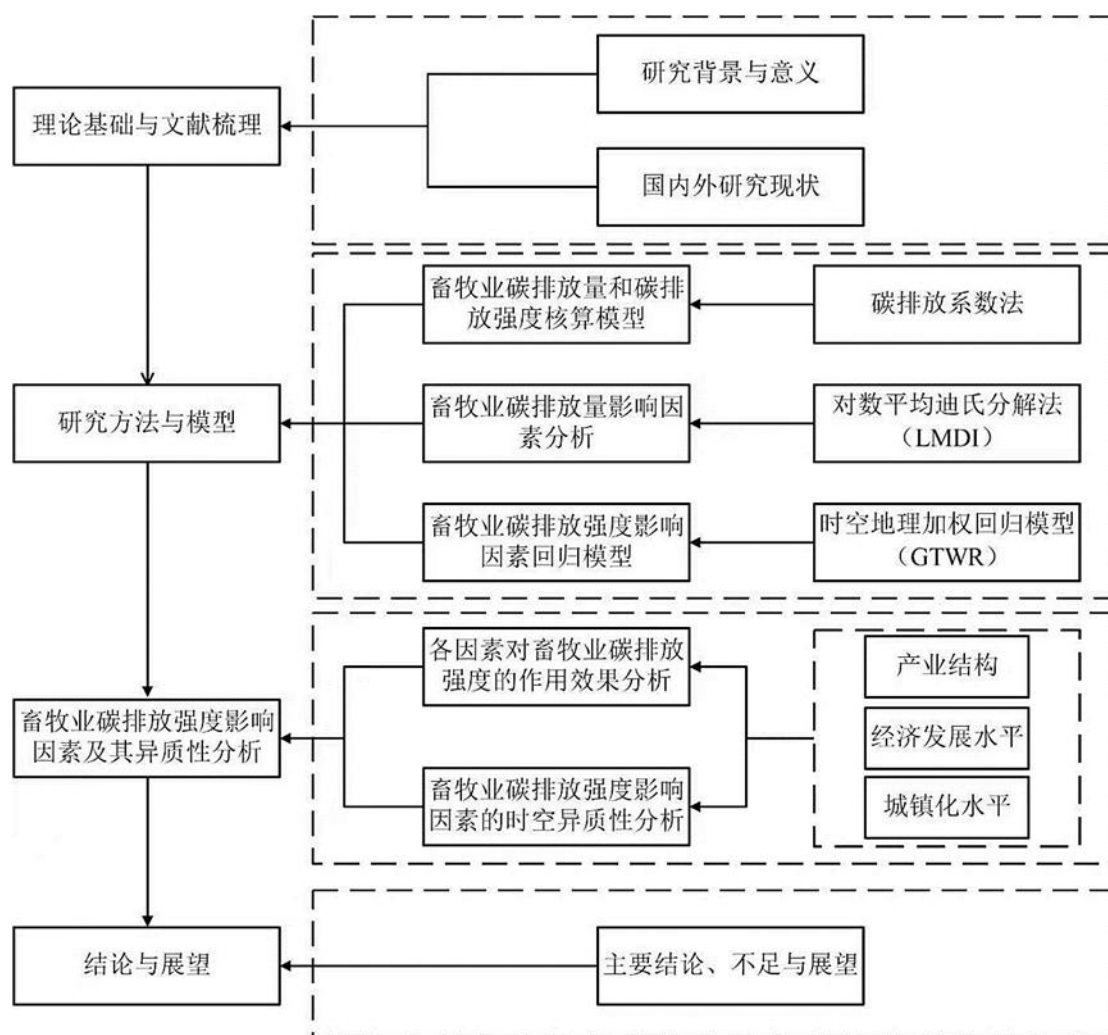 研究背景与意义
理论基础与文献梳理
国内外研究现状
畜牧业碳排放量和碳排
放强度核算模型
碳排放系数法
研究方法与模型
畜牧业碳排放量影响因
素分析
对数平均迪氏分解法
（LMDI）
畜牧业碳排放强度影响
因素回归模型
时空地理加权回归模型
（GTWR）
各因素对畜牧业碳排放
强度的作用效果分析
产业结构
畜牧业碳排放强度影响
因素及其异质性分析
经济发展水平
畜牧业碳排放强度影响
因素的时空异质性分析
城镇化水平
结论与展望
主要结论、不足与展望